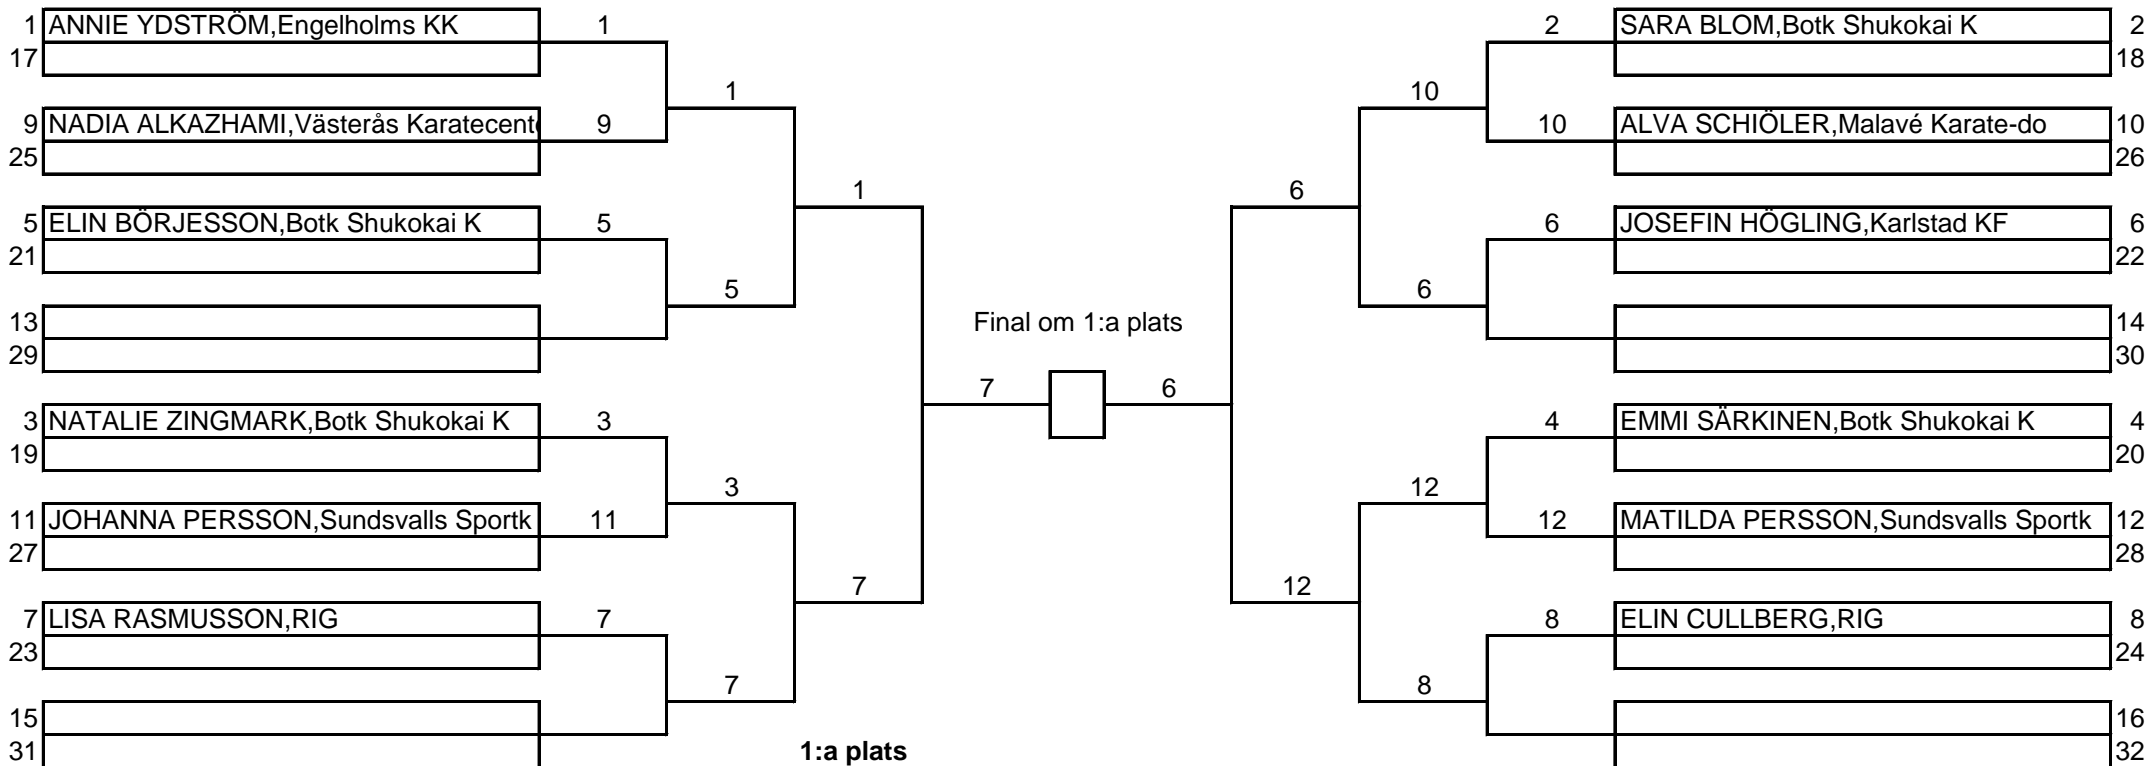 1 ANNIE YDSTRÖM,Engelholms KK 1 2 SARA BLOM,Botk Shukokai K 2
17 18
1 10
9 NADIA ALKAZHAMI,Västerås Karatecent 9 10 ALVA SCHIÖLER,Malavé Karate-do 10
25 26
1 6
5 ELIN BÖRJESSON,Botk Shukokai K 5 6 JOSEFIN HÖGLING,Karlstad KF 6
21 22
5 6
13 Final om 1:a plats 14
29 30
7 6
3 NATALIE ZINGMARK,Botk Shukokai K 3 4 EMMI SÄRKINEN,Botk Shukokai K 4
19 20
3 12
11 JOHANNA PERSSON,Sundsvalls Sportk 11 12 MATILDA PERSSON,Sundsvalls Sportk 12
27 28
7 12
7 LISA RASMUSSON,RIG 7 8 ELIN CULLBERG,RIG 8
23 24
7 8
15 16
31 1:a plats 32